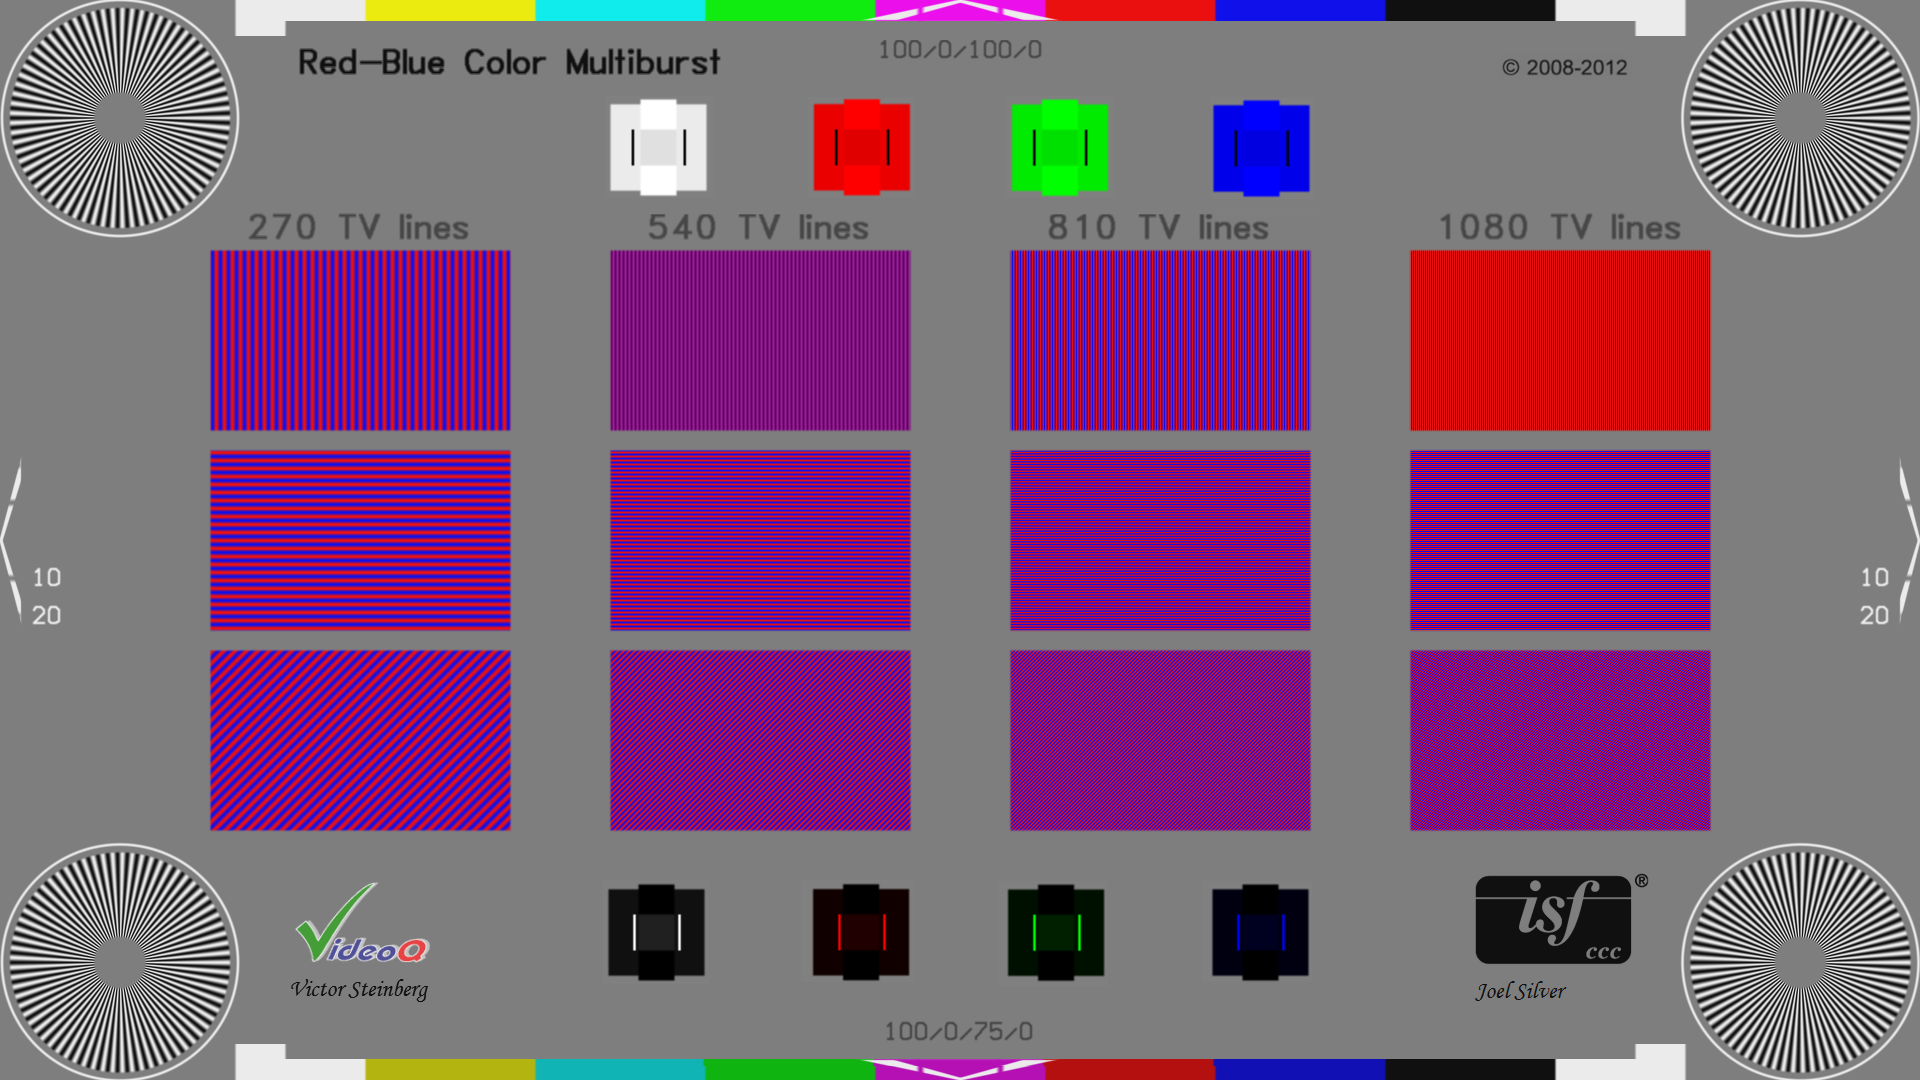 100/0/100/0
Red-Blue Color Multiburst
© 2008-2012
270 TV lines
540 TV lines
810 TV lines
1080 TV lines
10
20
10
20
VideoQ
Victor Steinberg
isf
ccc
®
Joel Silver
100/0/75/0